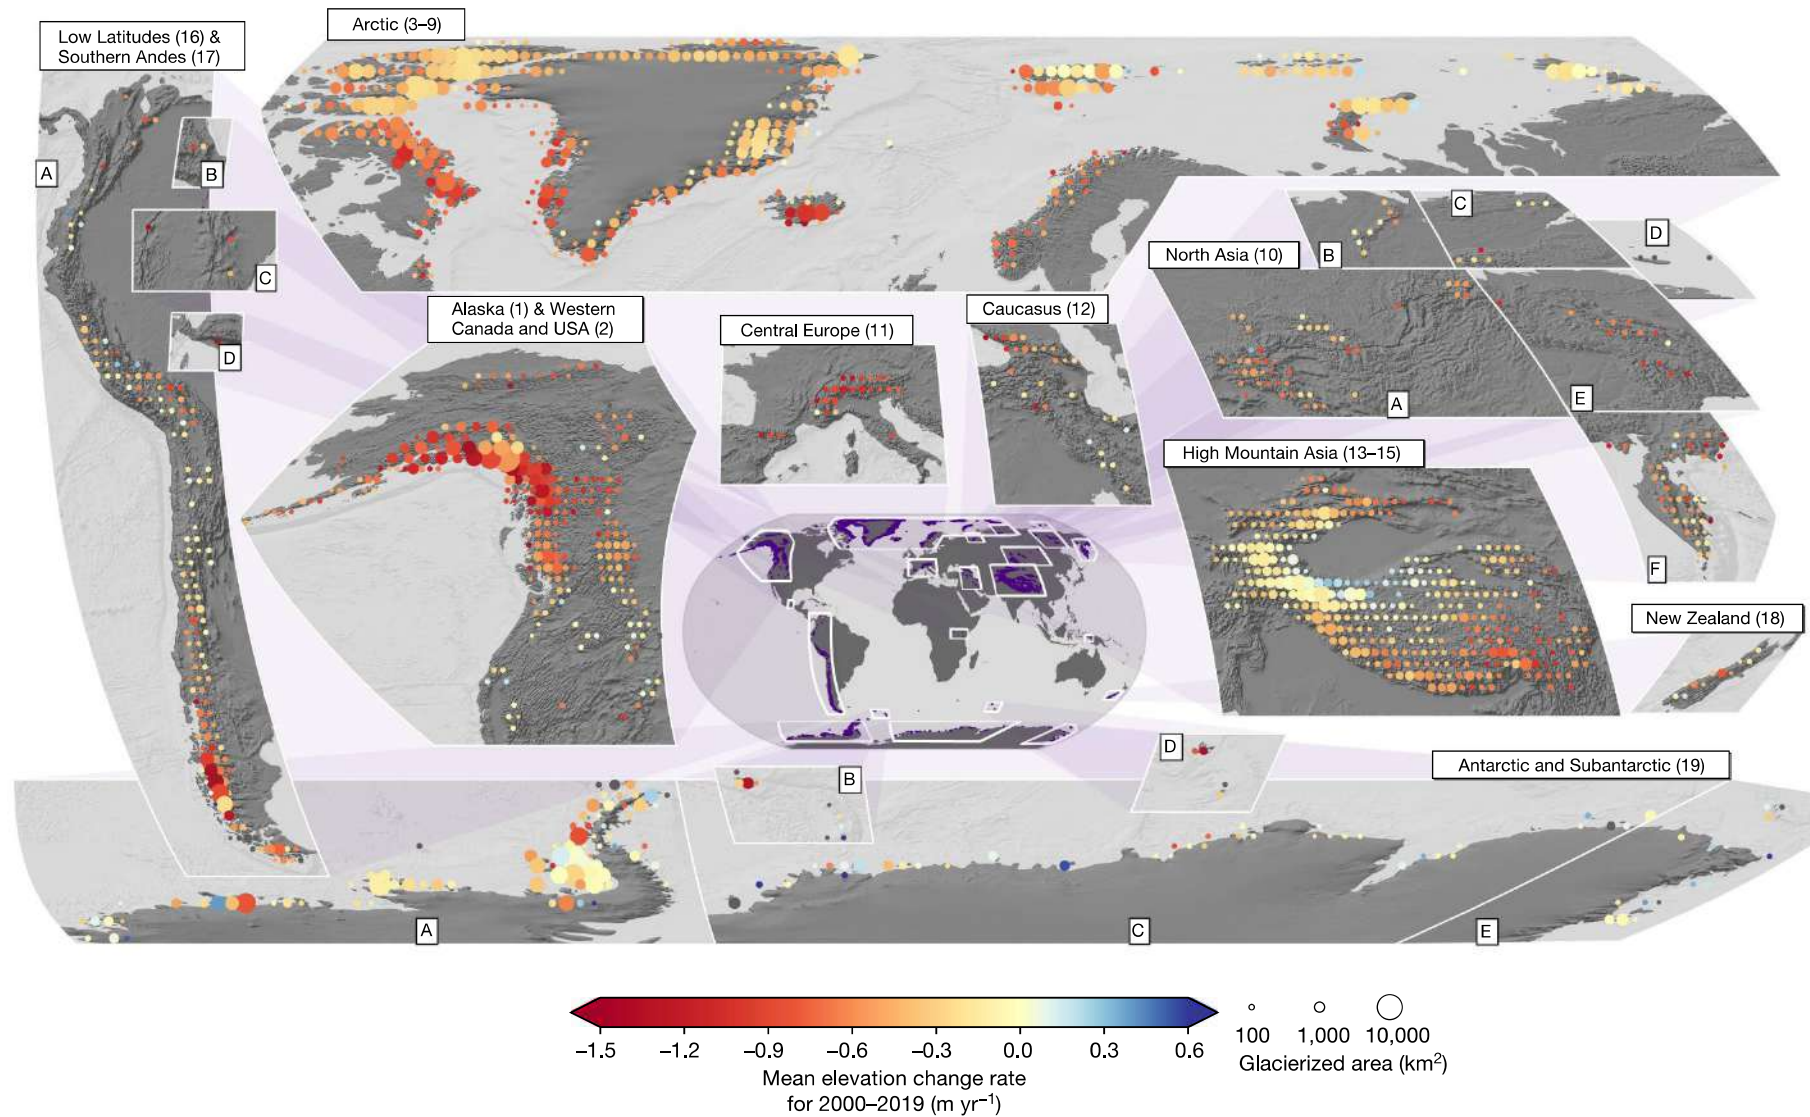 Low Latitudes (16) &
Southern Andes (17)
Arctic (3–9)
A
B
C
D
Alaska (1) & Western
Canada and USA (2)
Central Europe (11)
Caucasus (12)
North Asia (10)
B
C
D
A
E
F
High Mountain Asia (13–15)
New Zealand (18)
Antarctic and Subantarctic (19)
A
B
C
D
E
–1.5 –1.2 –0.9 –0.6 –0.3 0.0 0.3 0.6
Mean elevation change rate
for 2000–2019 (m yr⁻¹)
100 1,000 10,000
Glacierized area (km²)